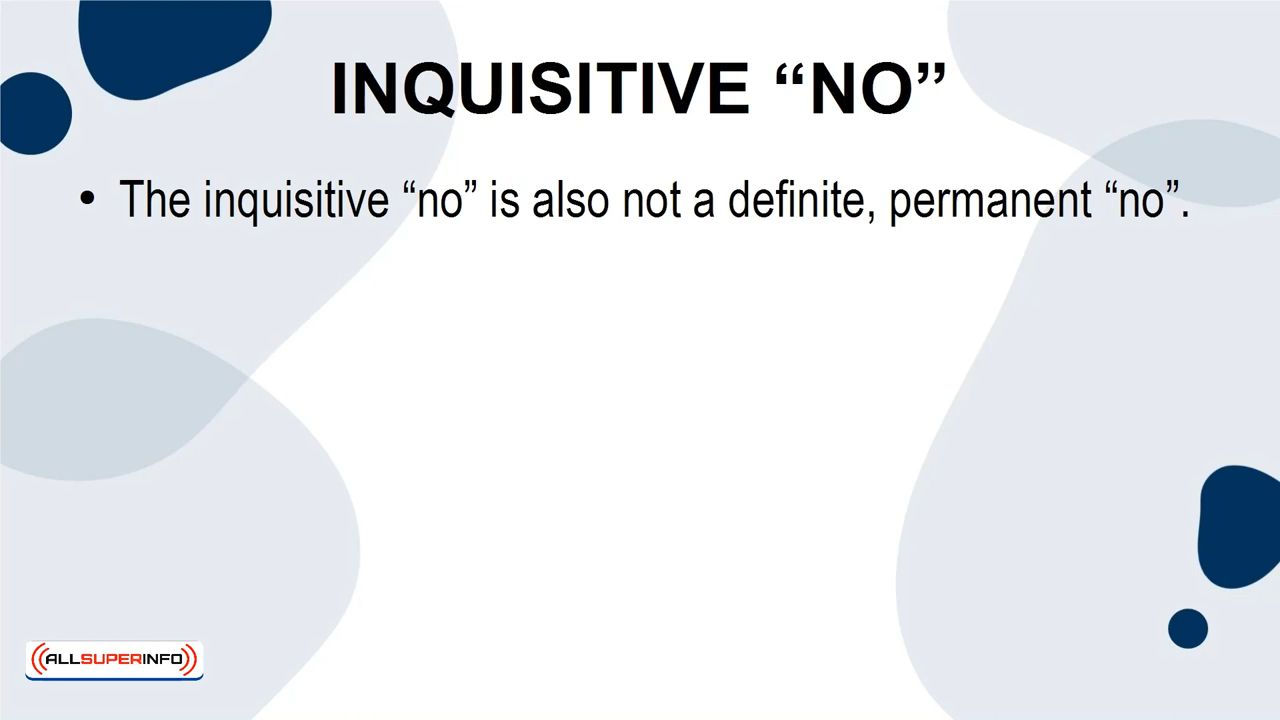 INQUISITIVE “NO”
• The inquisitive “no” is also not a definite, permanent “no”.
ALLSUPERINFO